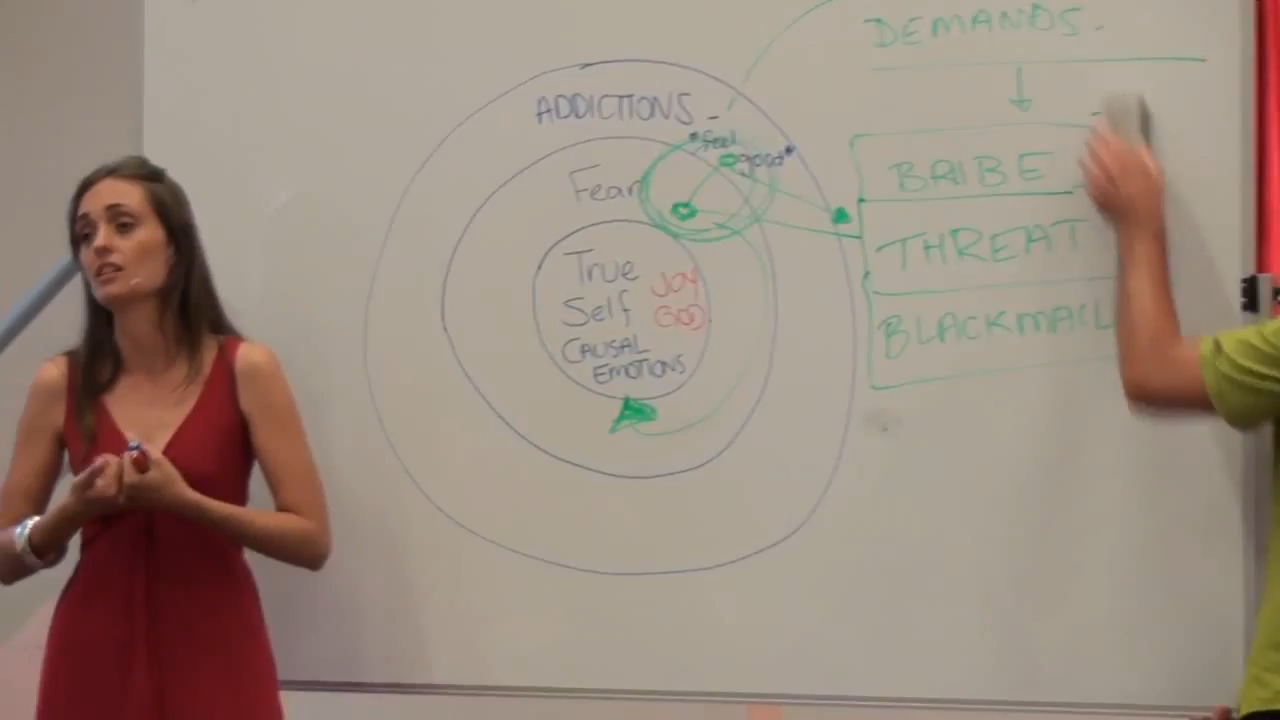 DEMANDS.
ADDICTIONS -
"feel
good"
Fear
True
Self
JOY
GOD
CAUSAL
EMOTIONS
BRIBE
THREAT
BLACKMAIL